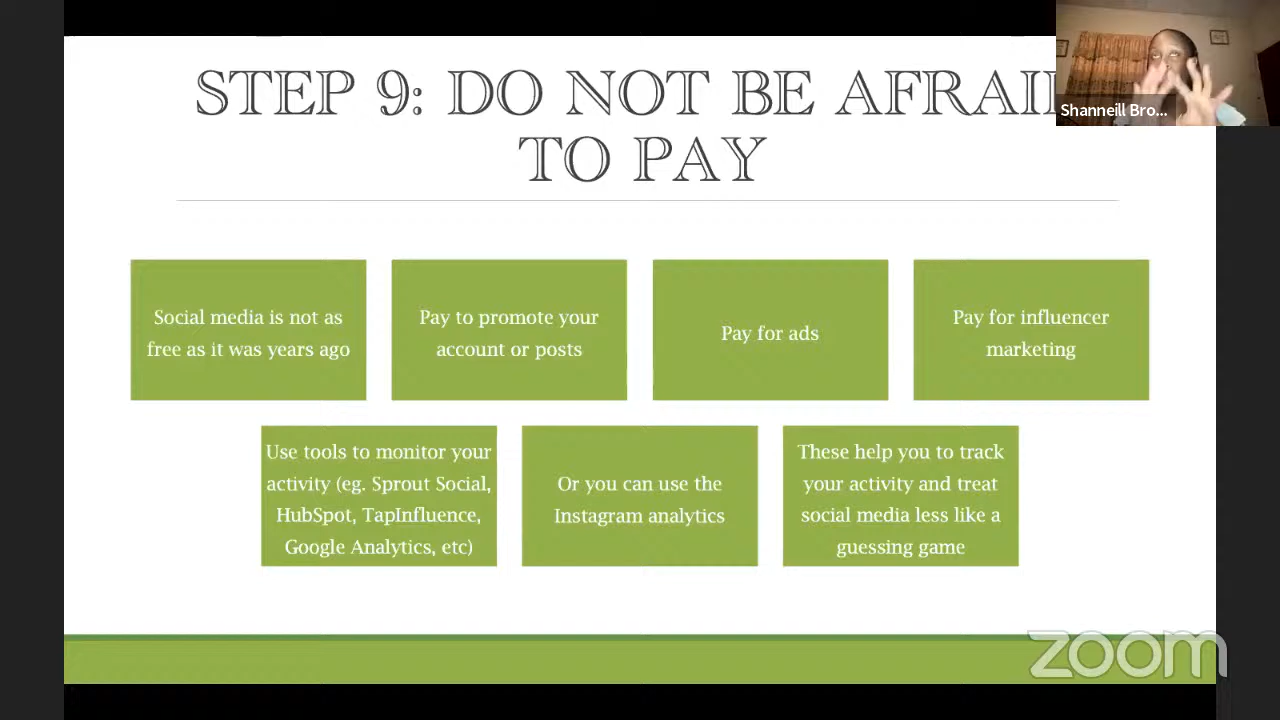 STEP 9: DO NOT BE AFRAI
TO PAY
Shanneill Bro...
Social media is not as
free as it was years ago
Pay to promote your
account or posts
Pay for ads
Pay for influencer
marketing
Use tools to monitor your
activity (eg. Sprout Social,
HubSpot, TapInfluence,
Google Analytics, etc)
Or you can use the
Instagram analytics
These help you to track
your activity and treat
social media less like a
guessing game
zoom